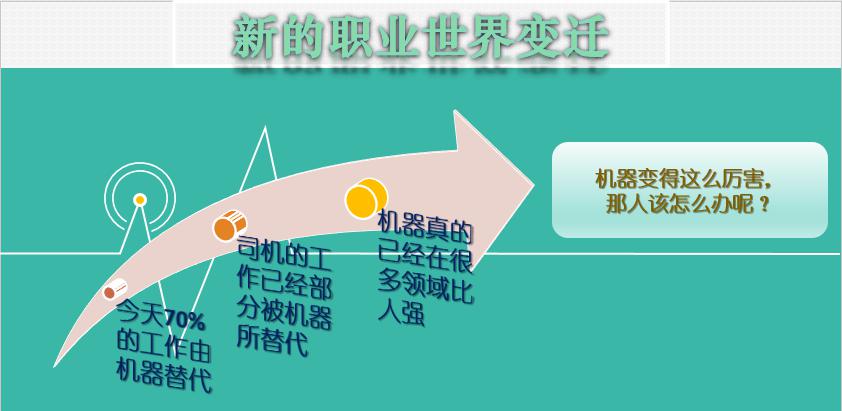 新的职业世界变迁
机器变得这么厉害，
那人该怎么办呢？
机器真的
已经在很
多领域比
人强
司机的工
作已经部
分被机器
所替代
今天70%
的工作由
机器替代